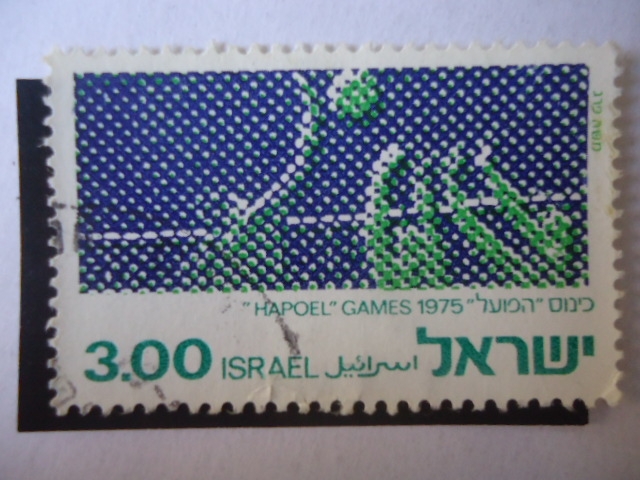 "HAPOEL" GAMES 1975 כינוס "הפועל"
3.00 ISRAEL اسرائيل ישראל